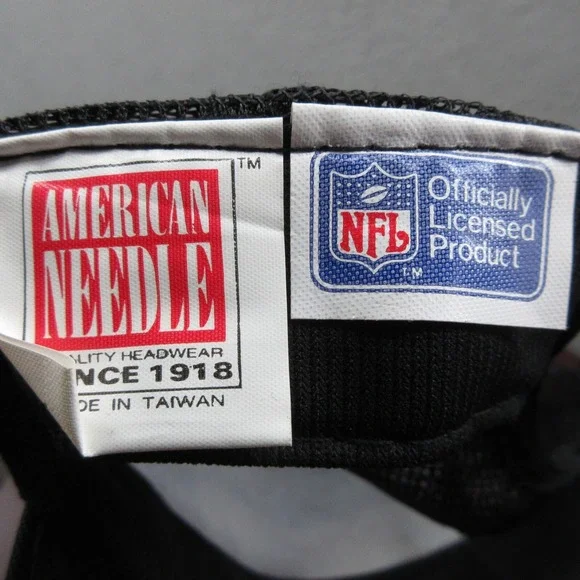 AMERICAN
NEEDLE
TM
ALITY HEADWEAR
NCE 1918
DE IN TAIWAN
NFL
TM
Officially
Licensed
Product